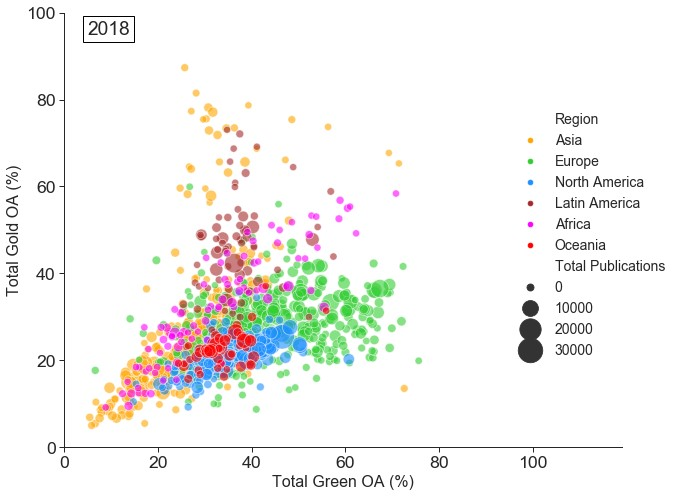 2018
100
80
60
40
20
0
Total Gold OA (%)
0 20 40 60 80 100
Total Green OA (%)
Region
Asia
Europe
North America
Latin America
Africa
Oceania
Total Publications
0
10000
20000
30000